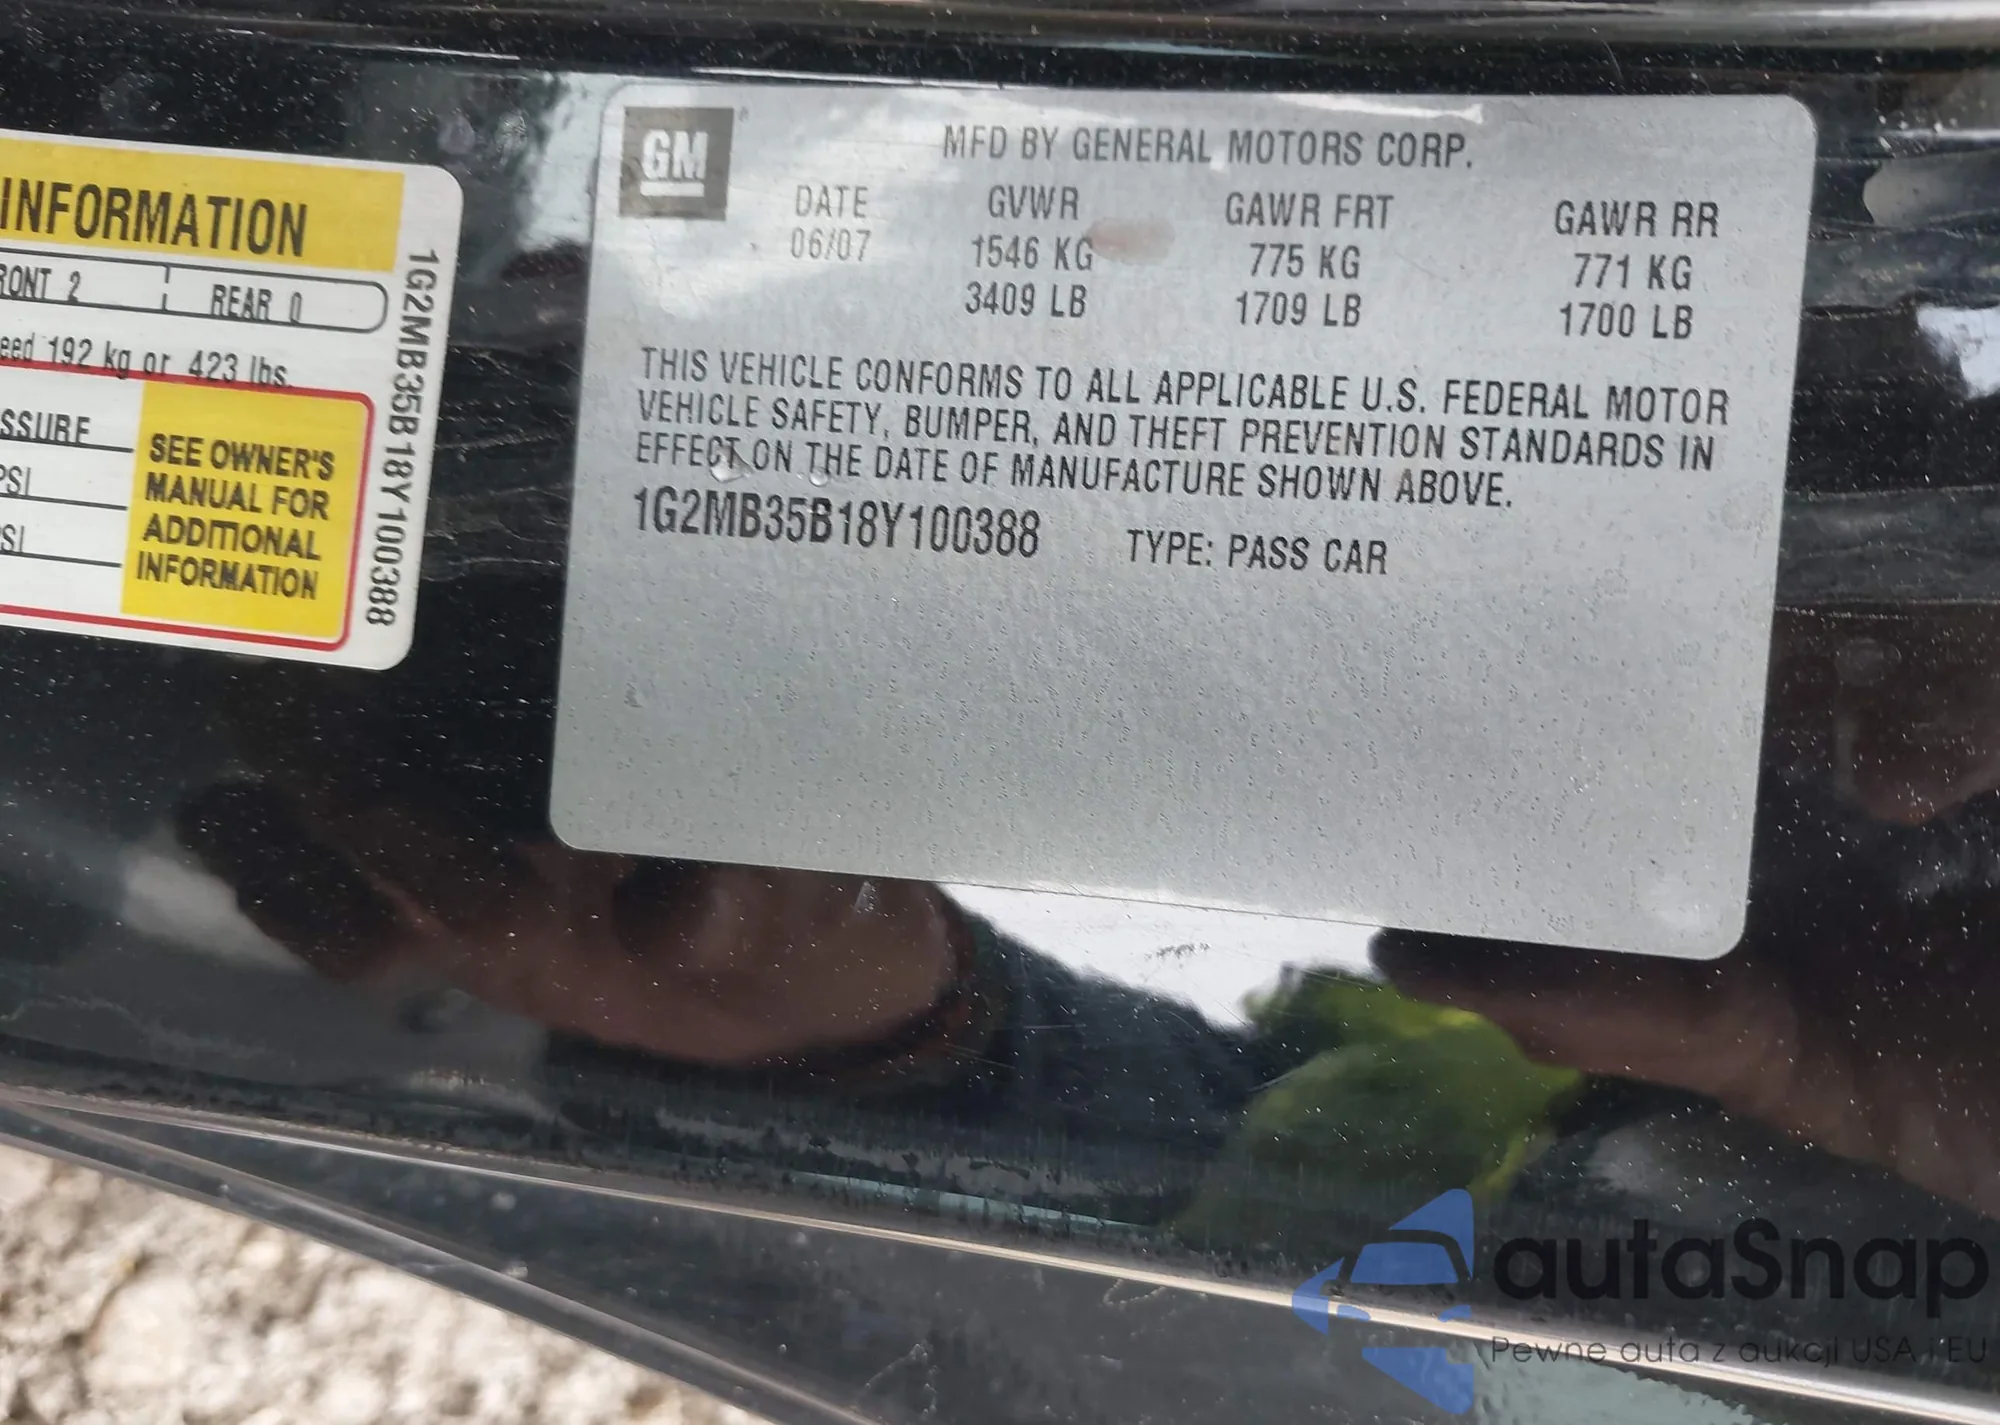 INFORMATION
RONT 2 REAR 0
eed 192 kg or 423 lbs.
SSURE
PSI
SI
SEE OWNER'S
MANUAL FOR
ADDITIONAL
INFORMATION
1G2MB35B18Y100388
GM
MFD BY GENERAL MOTORS CORP.
DATE GVWR GAWR FRT GAWR RR
06/07 1546 KG 775 KG 771 KG
3409 LB 1709 LB 1700 LB
THIS VEHICLE CONFORMS TO ALL APPLICABLE U.S. FEDERAL MOTOR
VEHICLE SAFETY, BUMPER, AND THEFT PREVENTION STANDARDS IN
EFFECT ON THE DATE OF MANUFACTURE SHOWN ABOVE.
1G2MB35B18Y100388 TYPE: PASS CAR
autaSnap
Pewne auta z aukcji USA i EU